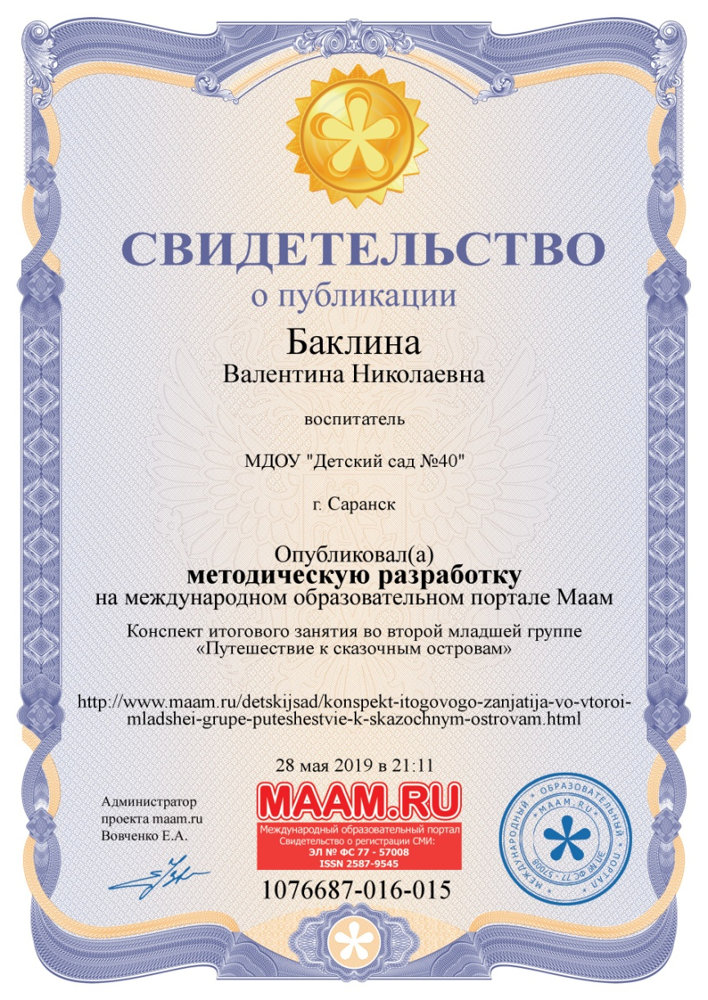 СВИДЕТЕЛЬСТВО
о публикации
Баклина
Валентина Николаевна
воспитатель
МДОУ "Детский сад №40"
г. Саранск
Опубликовал(а)
методическую разработку
на международном образовательном портале Маам
Конспект итогового занятия во второй младшей группе
«Путешествие к сказочным островам»
http://www.maam.ru/detskijsad/konspekt-itogovogo-zanjatija-vo-vtoroi-
mladshei-grupe-puteshestvie-k-skazochnym-ostrovam.html
28 мая 2019 в 21:11
Администратор
проекта maam.ru
Вовченко Е.А.
MAAM.RU
Международный образовательный портал
Свидетельство о регистрации СМИ:
ЭЛ № ФС 77 - 57008
ISSN 2587-9545
1076687-016-015
* МЕЖДУНАРОДНЫЙ * ОБРАЗОВАТЕЛЬНЫЙ * ПОРТАЛ *
*MAAM.RU*
ЭЛ № ФС 77 - 57008